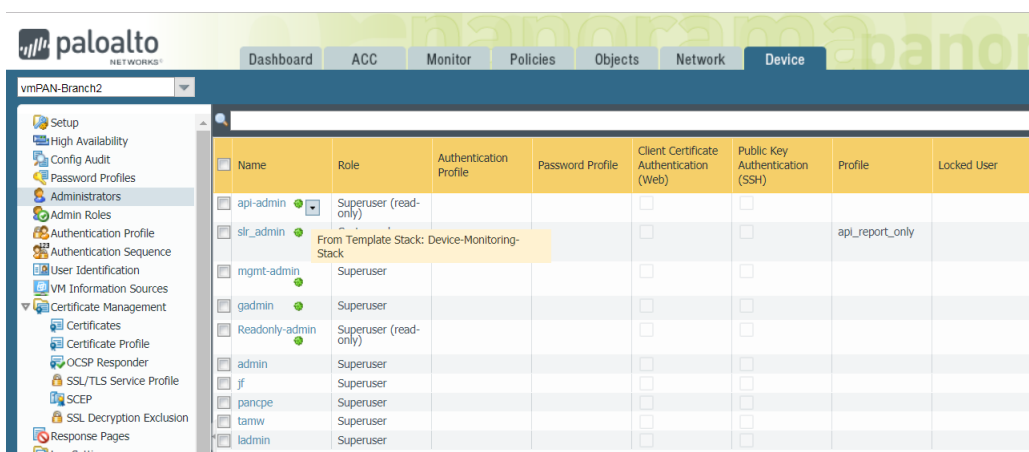 paloalto
NETWORKS
panorama
Dashboard ACC Monitor Policies Objects Network Device
vmPAN-Branch2
Setup
High Availability
Config Audit
Password Profiles
Administrators
Admin Roles
Authentication Profile
Authentication Sequence
User Identification
VM Information Sources
Certificate Management
Certificates
Certificate Profile
OCSP Responder
SSL/TLS Service Profile
SCEP
SSL Decryption Exclusion
Response Pages
Name Role Authentication Profile Password Profile Client Certificate Authentication (Web) Public Key Authentication (SSH) Profile Locked User
api-admin Superuser (read-only)
slr_admin api_report_only
From Template Stack: Device-Monitoring-
Stack
mgmt-admin Superuser
gadmin Superuser
Readonly-admin Superuser (read-only)
admin Superuser
jf Superuser
pancpe Superuser
tamw Superuser
ladmin Superuser